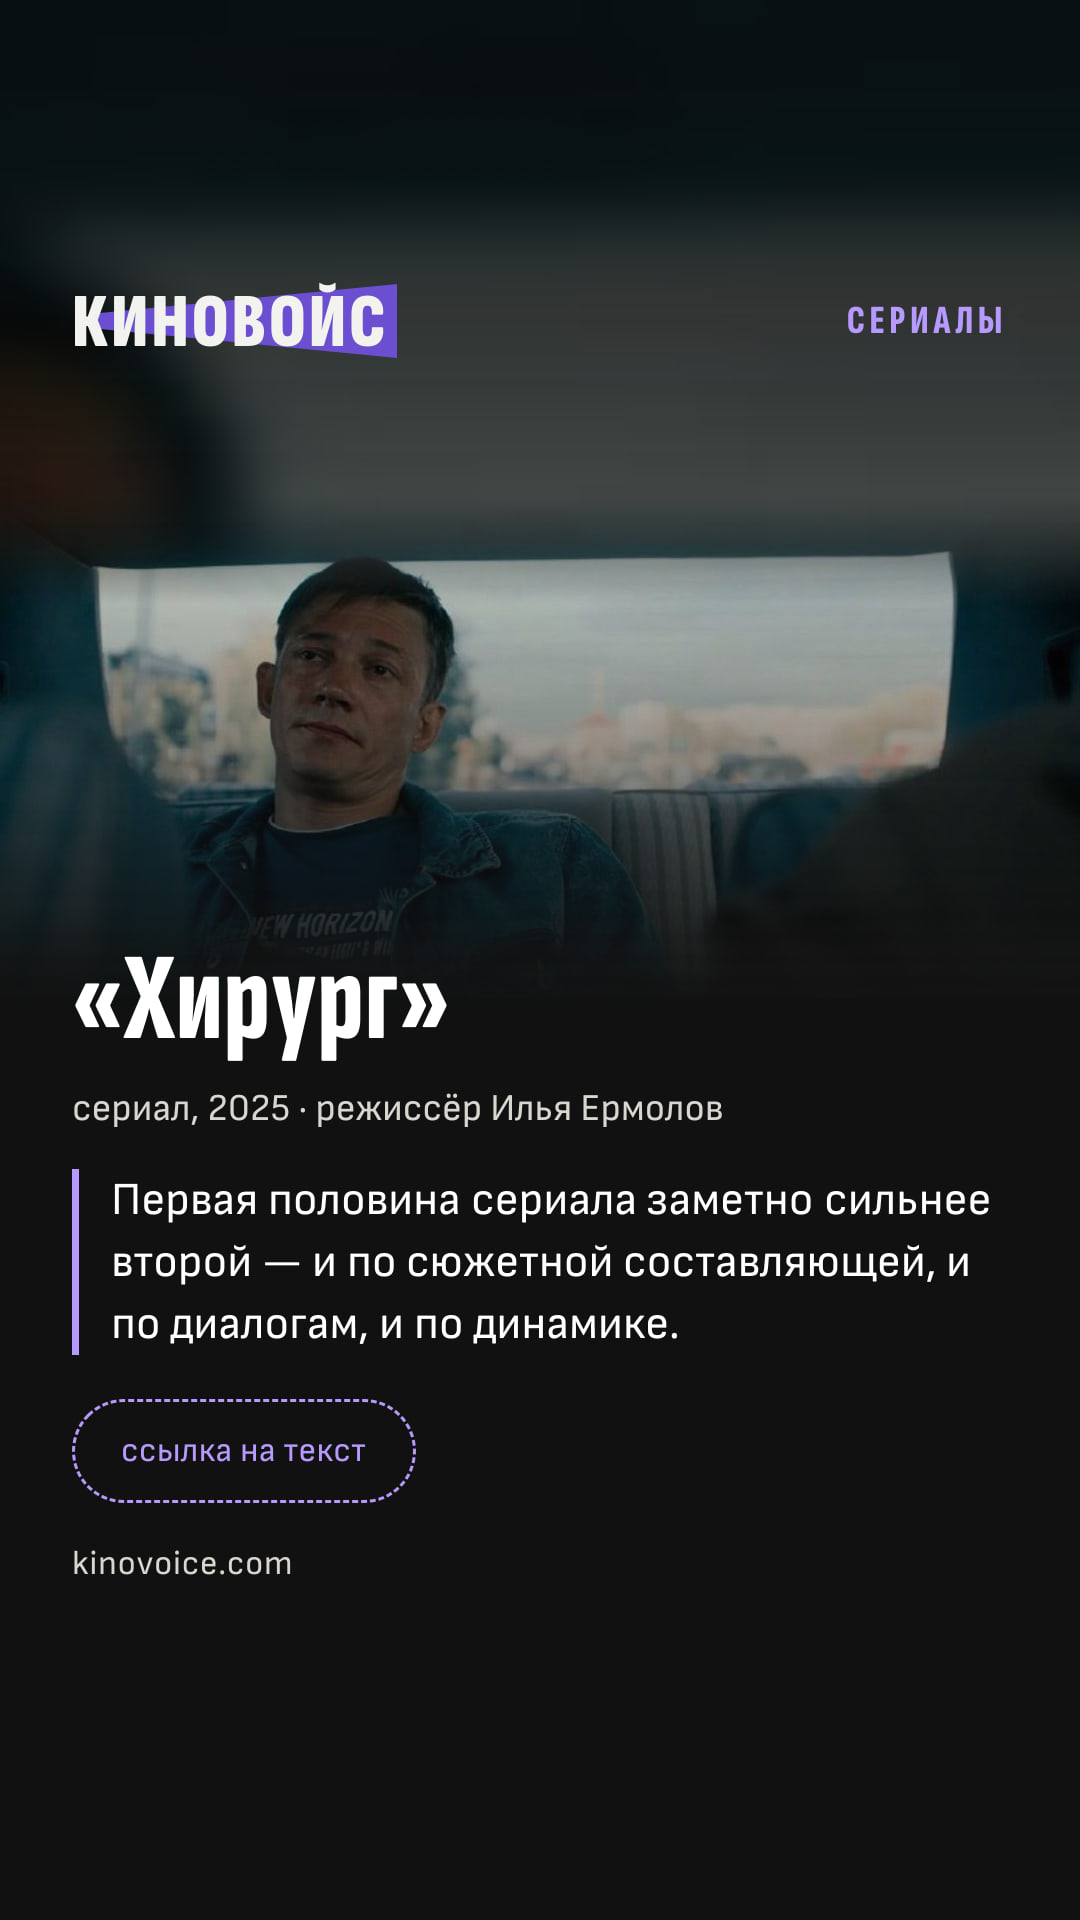 КИНОВОЙС
СЕРИАЛЫ
NEW HORIZON
«Хирург»
сериал, 2025 · режиссёр Илья Ермолов
Первая половина сериала заметно сильнее
второй — и по сюжетной составляющей, и
по диалогам, и по динамике.
ссылка на текст
kinovoice.com